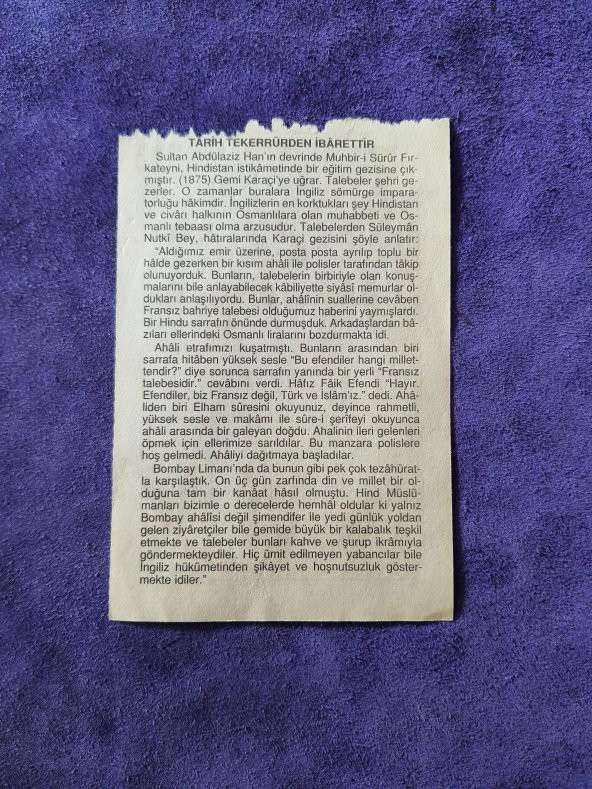 TARİH TEKERRÜRDEN İBÂRETTİR
Sultan Abdülaziz Han'ın devrinde Muhbir-i Sürûr Fır-
kateyni, Hindistan istikâmetinde bir eğitim gezisine çık-
mıştır. (1875) Gemi Karaçi'ye uğrar. Talebeler şehri ge-
zerler. O zamanlar buralara İngiliz sömürge impara-
torluğu hâkimdir. İngilizlerin en korktukları şey Hindistan
ve civârı halkının Osmanlılara olan muhabbeti ve Os-
manlı tebaası olma arzusudur. Talebelerden Süleyman
Nutkî Bey, hâtıralarında Karaçi gezisini şöyle anlatır:
"Aldığımız emir üzerine, posta posta ayrılıp toplu bir
hâlde gezerken bir kısım ahâli ile polisler tarafından tâkip
olunuyorduk. Bunların, talebelerin birbiriyle olan konuş-
malarını bile anlayabilecek kâbiliyette siyâsî memurlar ol-
dukları anlaşılıyordu. Bunlar, ahâlînin suallerine cevâben
Fransız bahriye talebesi olduğumuz haberini yaymışlardı.
Bir Hindu sarrafın önünde durmuşduk. Arkadaşlardan bâ-
zıları ellerindeki Osmanlı liralarını bozdurmakta idi.
Ahâli etrafımızı kuşatmıştı. Bunların arasından biri
sarrafa hitâben yüksek sesle "Bu efendiler hangi millet-
tendir?" diye sorunca sarrafın yanında bir yerli "Fransız
talebesidir." cevâbını verdi. Hâfız Fâik Efendi "Hayır.
Efendiler, biz Fransız değil, Türk ve İslâm'ız." dedi. Ahâ-
liden biri Elham sûresini okuyunuz, deyince rahmetli,
yüksek sesle ve makâmı ile sûre-i şerîfeyi okuyunca
ahâli arasında bir galeyan doğdu. Ahalinin ileri gelenleri
öpmek için ellerimize sarıldılar. Bu manzara polislere
hoş gelmedi. Ahâliyi dağıtmaya başladılar.
Bombay Limanı'nda da bunun gibi pek çok tezâhürat-
la karşılaştık. On üç gün zarfında din ve millet bir ol-
duğuna tam bir kanâat hâsıl olmuştu. Hind Müslü-
manları bizimle o derecelerde hemhâl oldular ki yalnız
Bombay ahâlîsi değil şimendifer ile yedi günlük yoldan
gelen ziyâretçiler bile gemide büyük bir kalabalık teşkil
etmekte ve talebeler bunları kahve ve şurup ikrâmıyla
göndermekteydiler. Hiç ümit edilmeyen yabancılar bile
İngiliz hükûmetinden şikâyet ve hoşnutsuzluk göster-
mekte idiler."